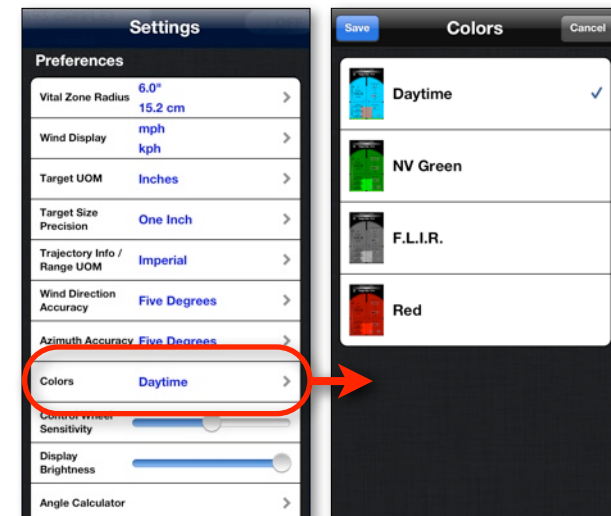 Settings
Preferences
Vital Zone Radius 6.0"
15.2 cm
Wind Display mph
kph
Target UOM Inches
Target Size
Precision One Inch
Trajectory Info /
Range UOM Imperial
Wind Direction
Accuracy Five Degrees
Azimuth Accuracy Five Degrees
Colors Daytime
Control Wheel
Sensitivity
Display
Brightness
Angle Calculator
Save Colors Cancel
Daytime
NV Green
F.L.I.R.
Red